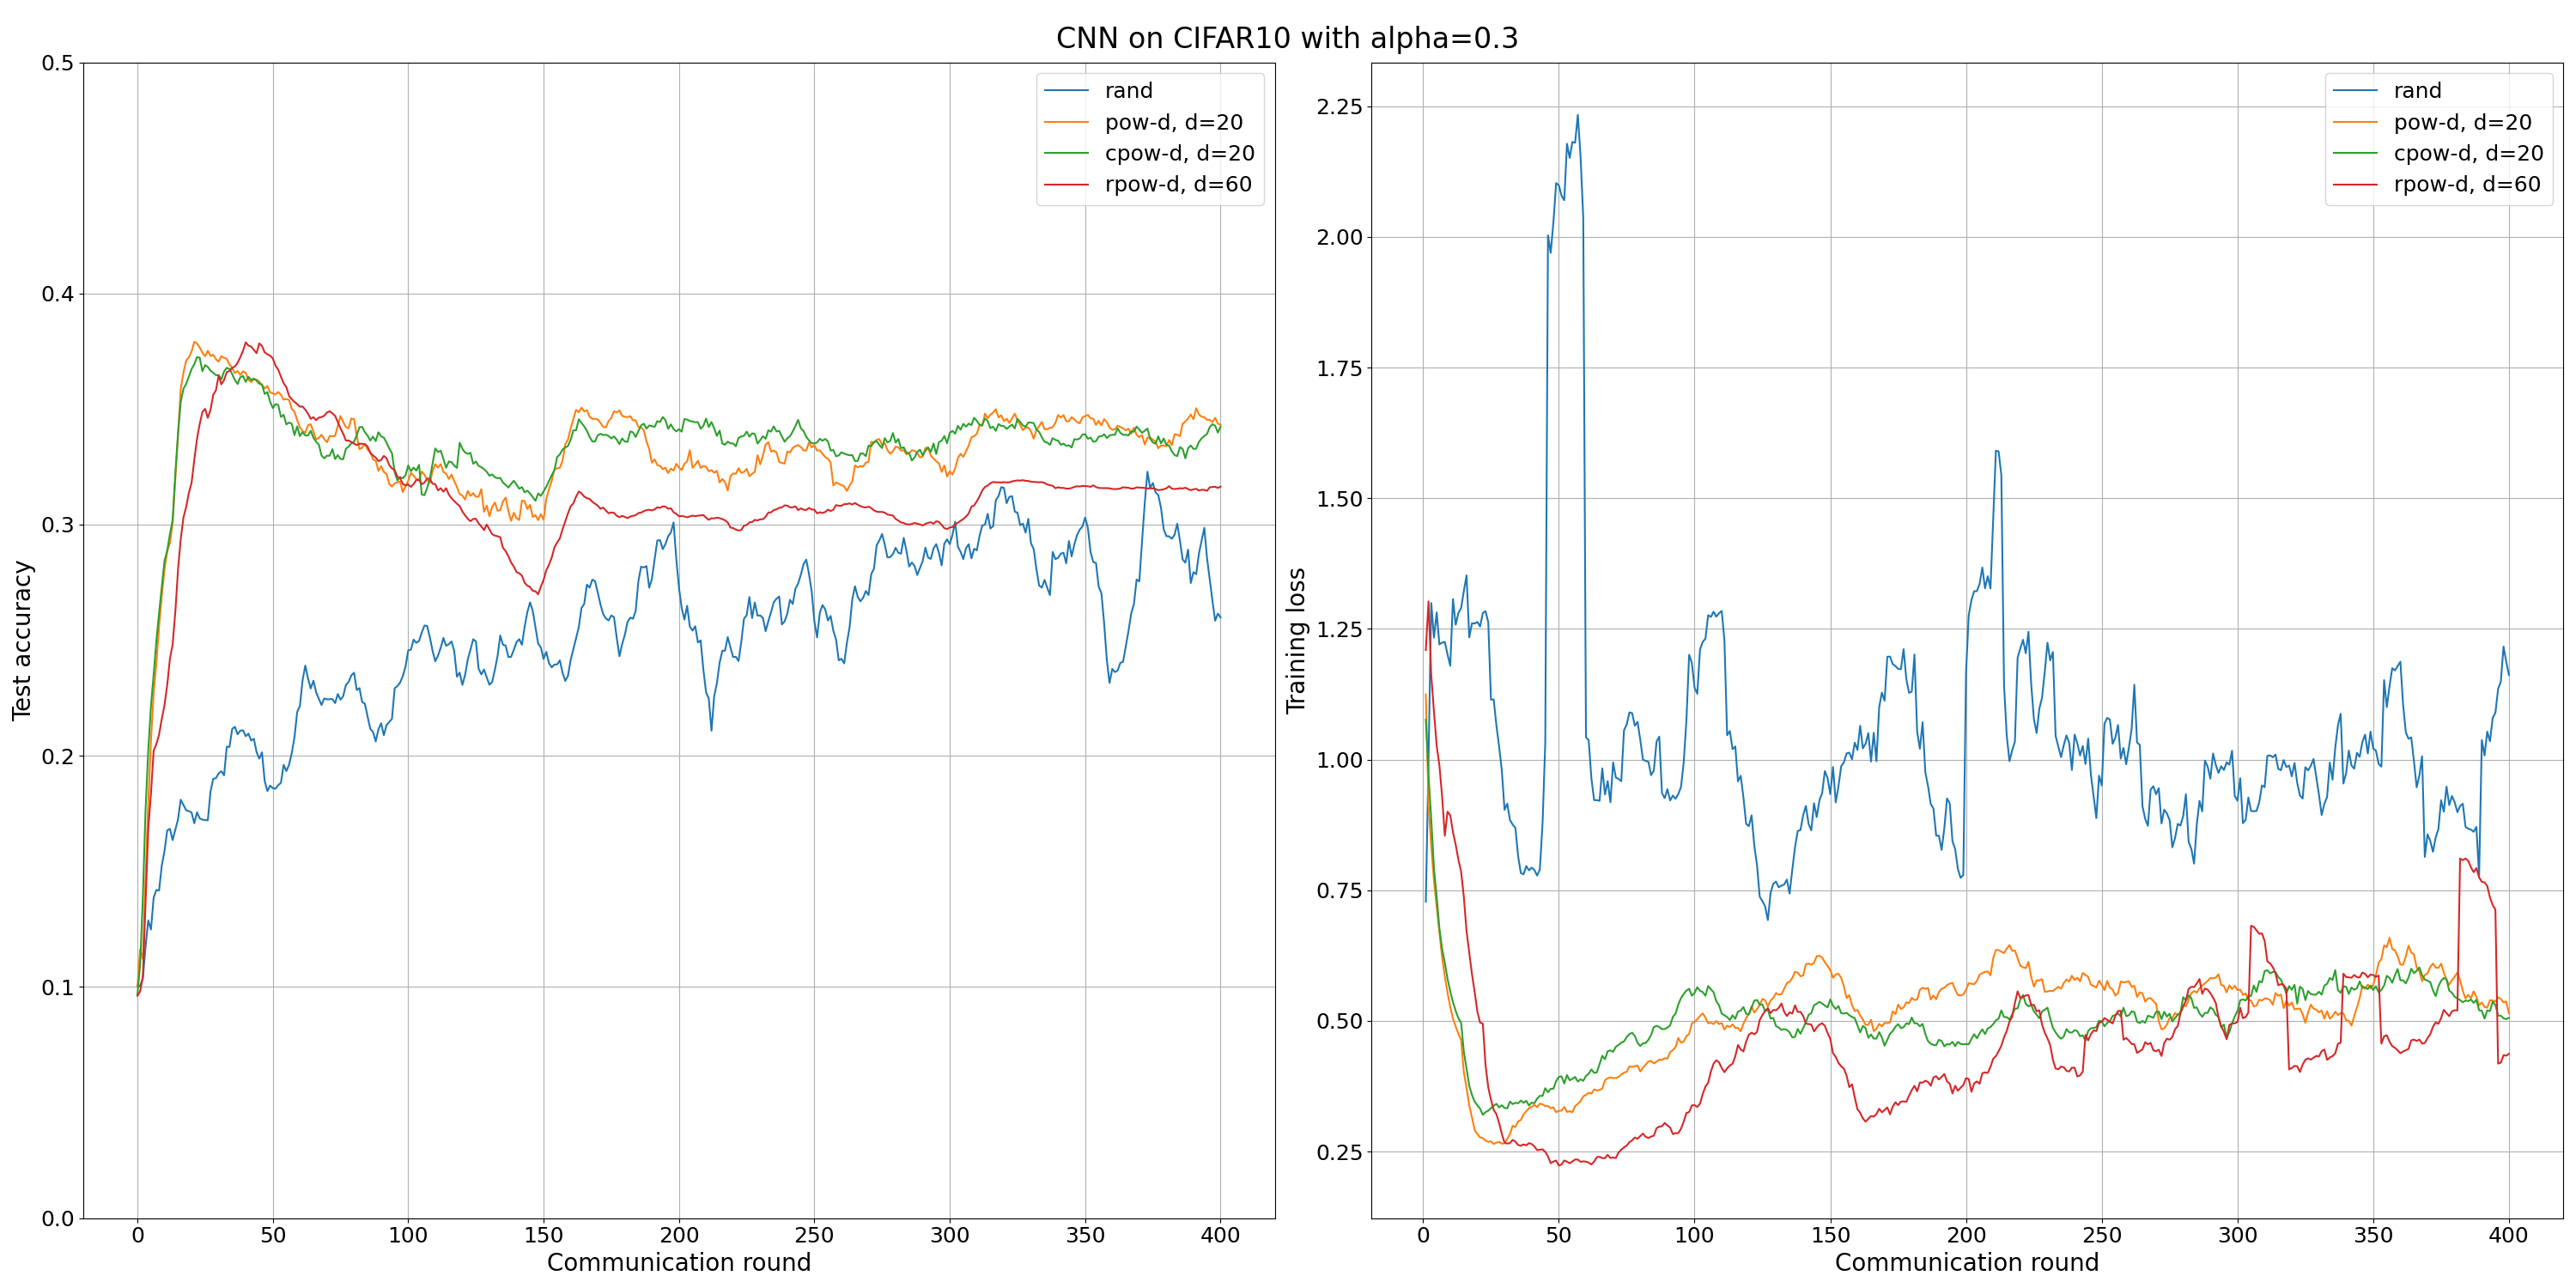 CNN on CIFAR10 with alpha=0.3
Test accuracy
0.5
0.4
0.3
0.2
0.1
0.0
rand
pow-d, d=20
cpow-d, d=20
rpow-d, d=60
0 50 100 150 200 250 300 350 400
Communication round
Training loss
2.25
2.00
1.75
1.50
1.25
1.00
0.75
0.50
0.25
rand
pow-d, d=20
cpow-d, d=20
rpow-d, d=60
0 50 100 150 200 250 300 350 400
Communication round